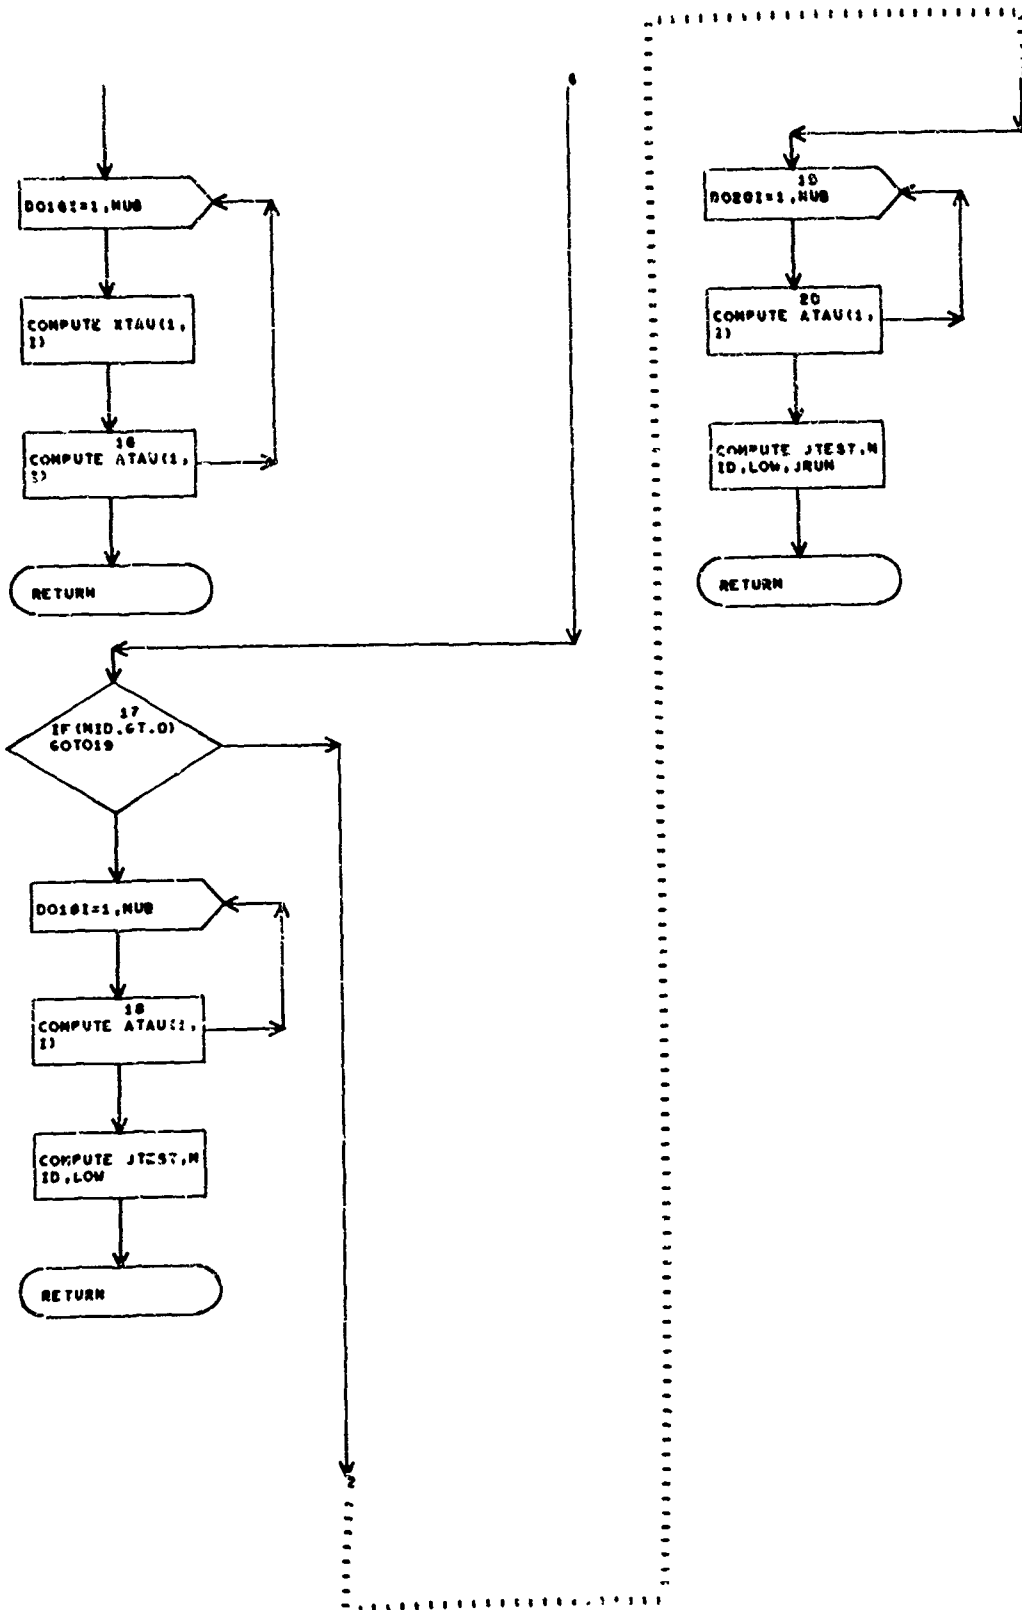 DO16I=1,NUB
COMPUTE XTAU(1,
I)
16
COMPUTE ATAU(1,
I)
RETURN
17
IF(MID.GT.0)
GOTO19
DO18I=1,NUB
18
COMPUTE ATAU(1,
I)
COMPUTE JTEST,M
ID,LOW
RETURN
2
19
DO20I=1,NUB
20
COMPUTE ATAU(1,
I)
COMPUTE JTEST,M
ID,LOW,JRUN
RETURN